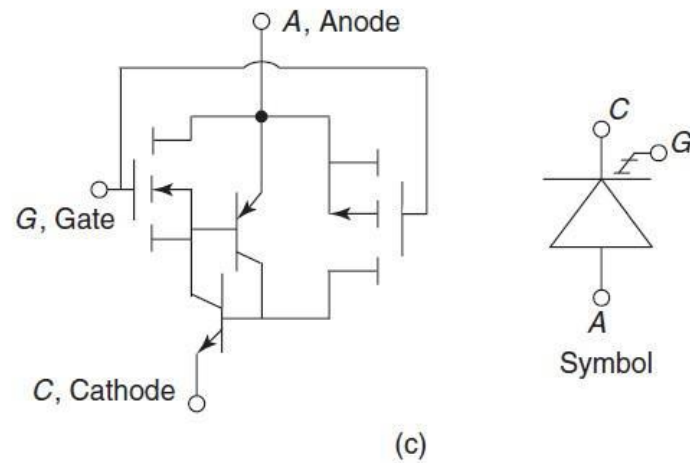 A, Anode
G, Gate
C, Cathode
C
G
A
Symbol
(c)